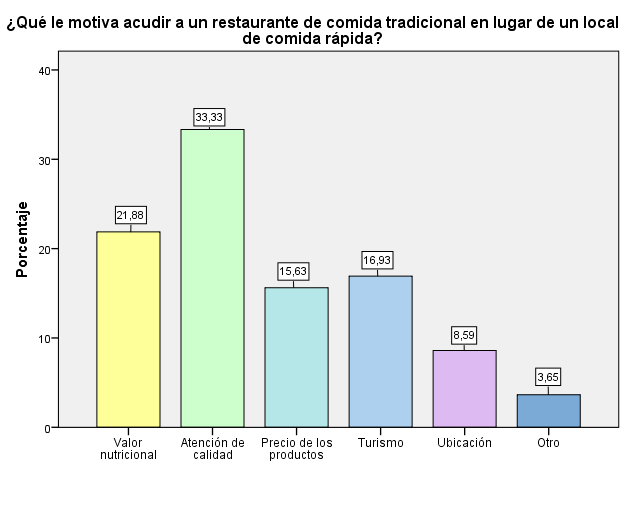 ¿Qué le motiva acudir a un restaurante de comida tradicional en lugar de un local
de comida rápida?
40
30
20
10
0
Porcentaje
21,88
33,33
15,63
16,93
8,59
3,65
Valor
nutricional
Atención de
calidad
Precio de los
productos
Turismo
Ubicación
Otro